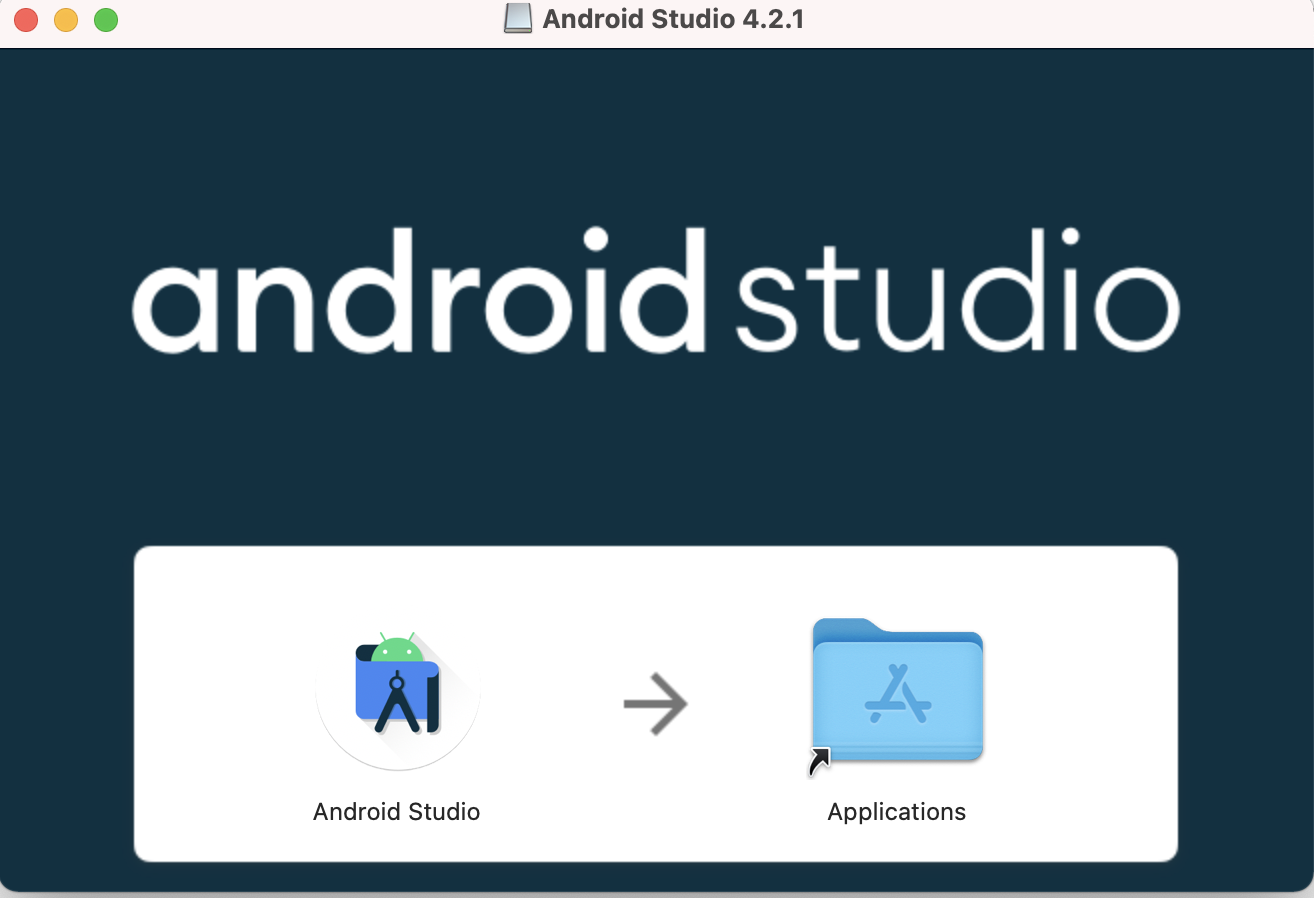 Android Studio 4.2.1
android studio
Android Studio
Applications